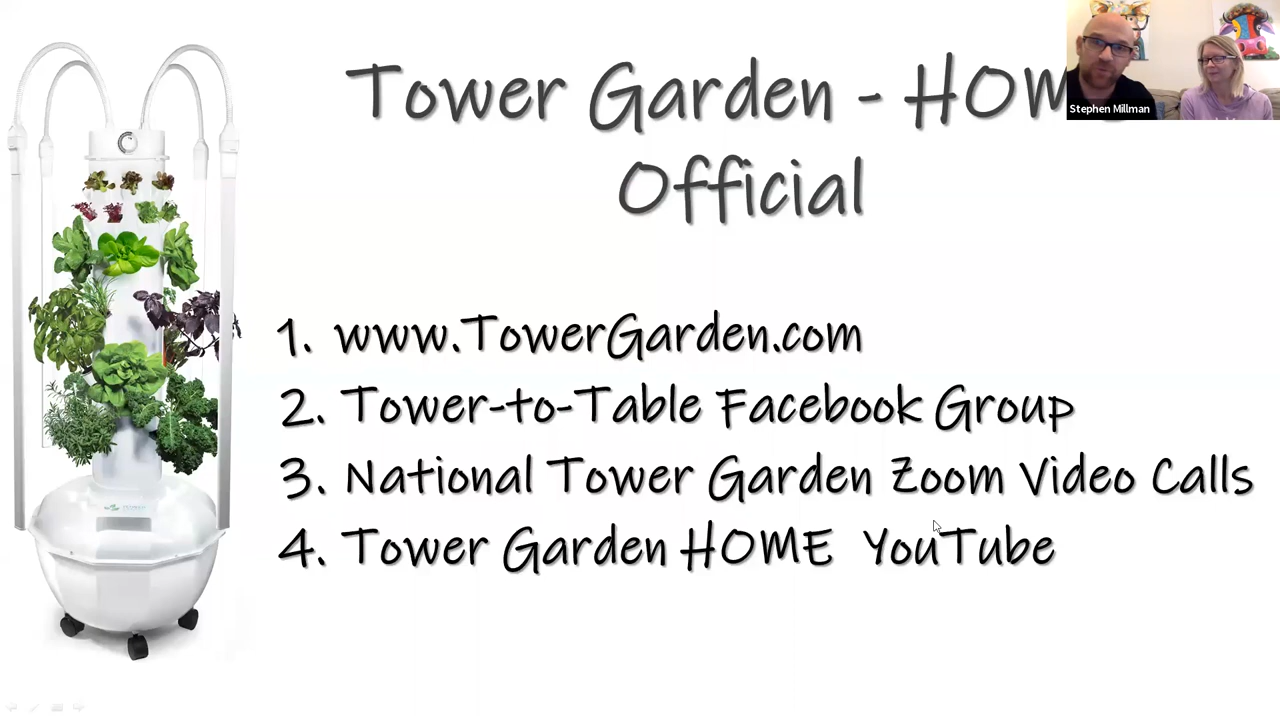 Tower Garden - HOM
Official
Stephen Millman
1. www.TowerGarden.com
2. Tower-to-Table Facebook Group
3. National Tower Garden Zoom Video Calls
4. Tower Garden HOME YouTube